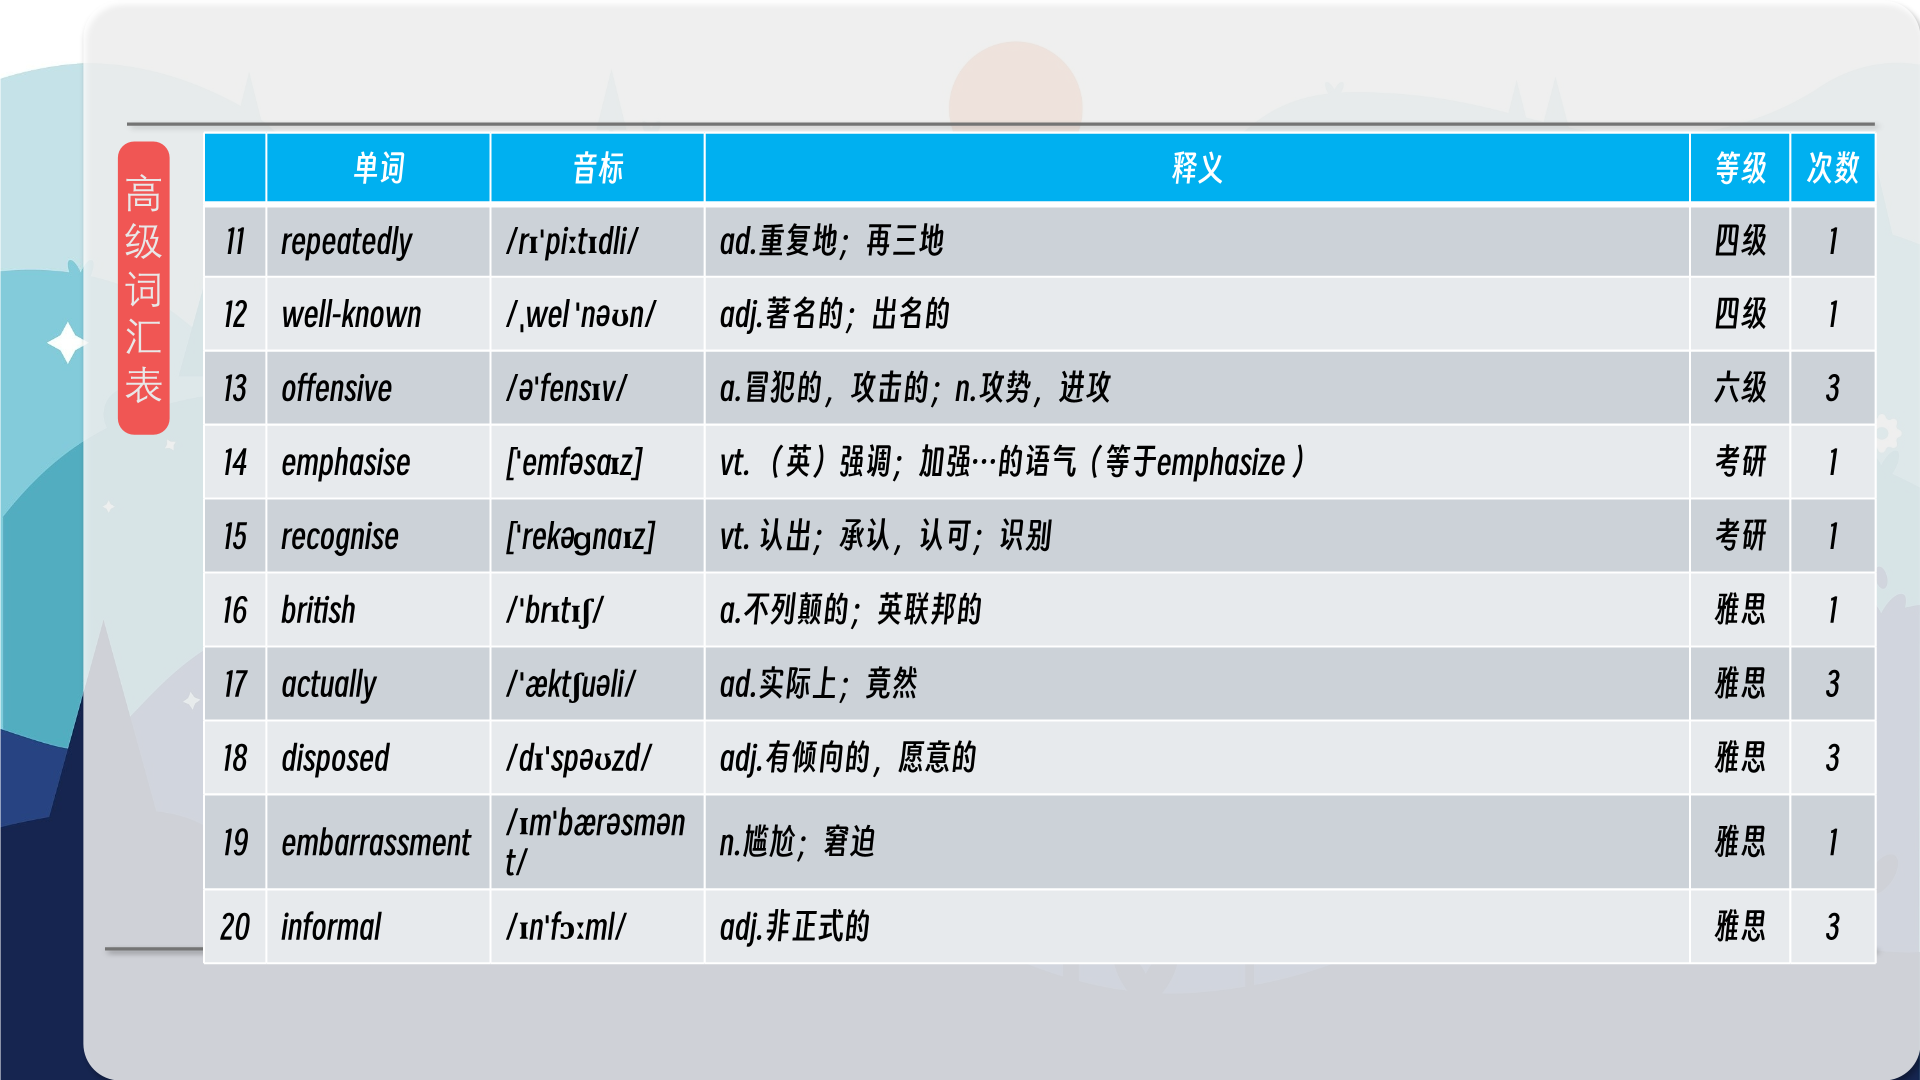 高级词汇表
单词 音标 释义 等级 次数
11 repeatedly /rɪ'piːtɪdli/ ad.重复地；再三地 四级 1
12 well-known /ˌwel 'nəʊn/ adj.著名的；出名的 四级 1
13 offensive /ə'fensɪv/ a.冒犯的，攻击的；n.攻势，进攻 六级 3
14 emphasise ['emfəsaɪz] vt. （英）强调；加强…的语气（等于emphasize ） 考研 1
15 recognise ['rekəɡnaɪz] vt. 认出；承认，认可；识别 考研 1
16 british /'brɪtɪʃ/ a.不列颠的；英联邦的 雅思 1
17 actually /'æktʃuəli/ ad.实际上；竟然 雅思 3
18 disposed /dɪ'spəʊzd/ adj.有倾向的，愿意的 雅思 3
19 embarrassment /ɪm'bærəsmən
t/ n.尴尬；窘迫 雅思 1
20 informal /ɪn'fɔːml/ adj.非正式的 雅思 3